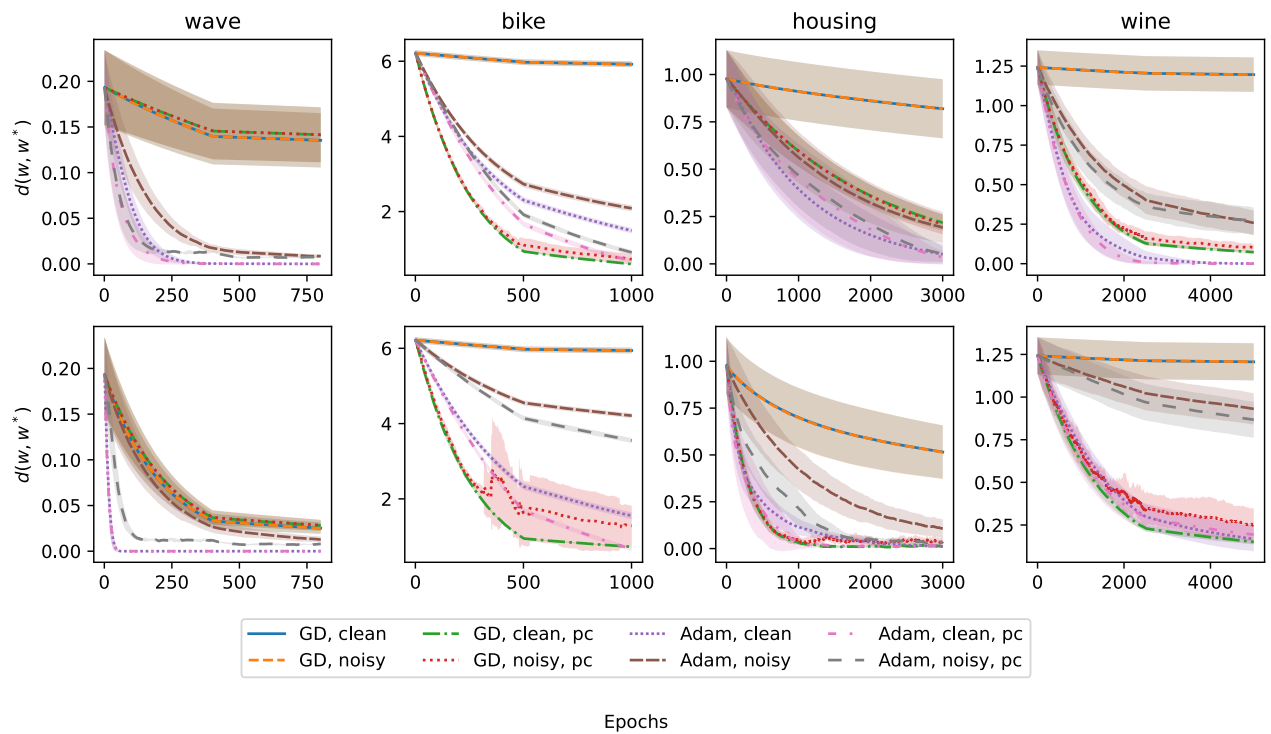 wave bike housing wine
d(w, w*)
0.20
0.15
0.10
0.05
0.00
0 250 500 750
6
4
2
0 500 1000
1.00
0.75
0.50
0.25
0.00
0 1000 2000 3000
1.25
1.00
0.75
0.50
0.25
0.00
0 2000 4000
d(w, w*)
0.20
0.15
0.10
0.05
0.00
0 250 500 750
6
4
2
0 500 1000
1.00
0.75
0.50
0.25
0.00
0 1000 2000 3000
1.25
1.00
0.75
0.50
0.25
0 2000 4000
GD, clean GD, clean, pc Adam, clean Adam, clean, pc
GD, noisy GD, noisy, pc Adam, noisy Adam, noisy, pc
Epochs